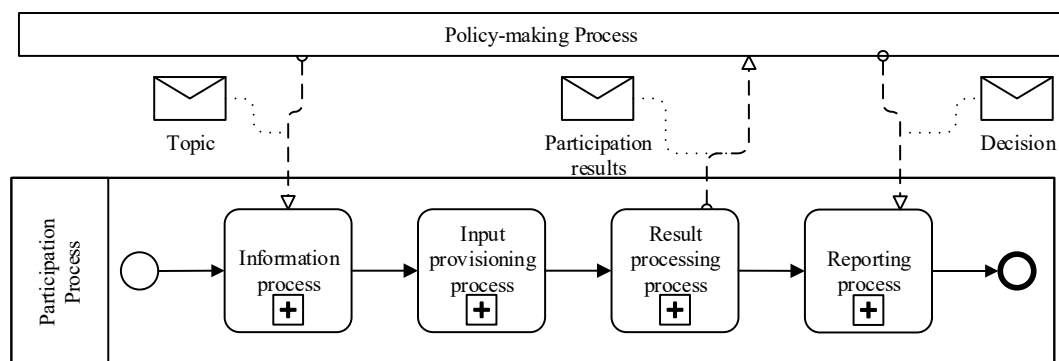 Policy-making Process
Topic
Participation
results
Decision
Participation
Process
Information
process
Input
provisioning
process
Result
processing
process
Reporting
process